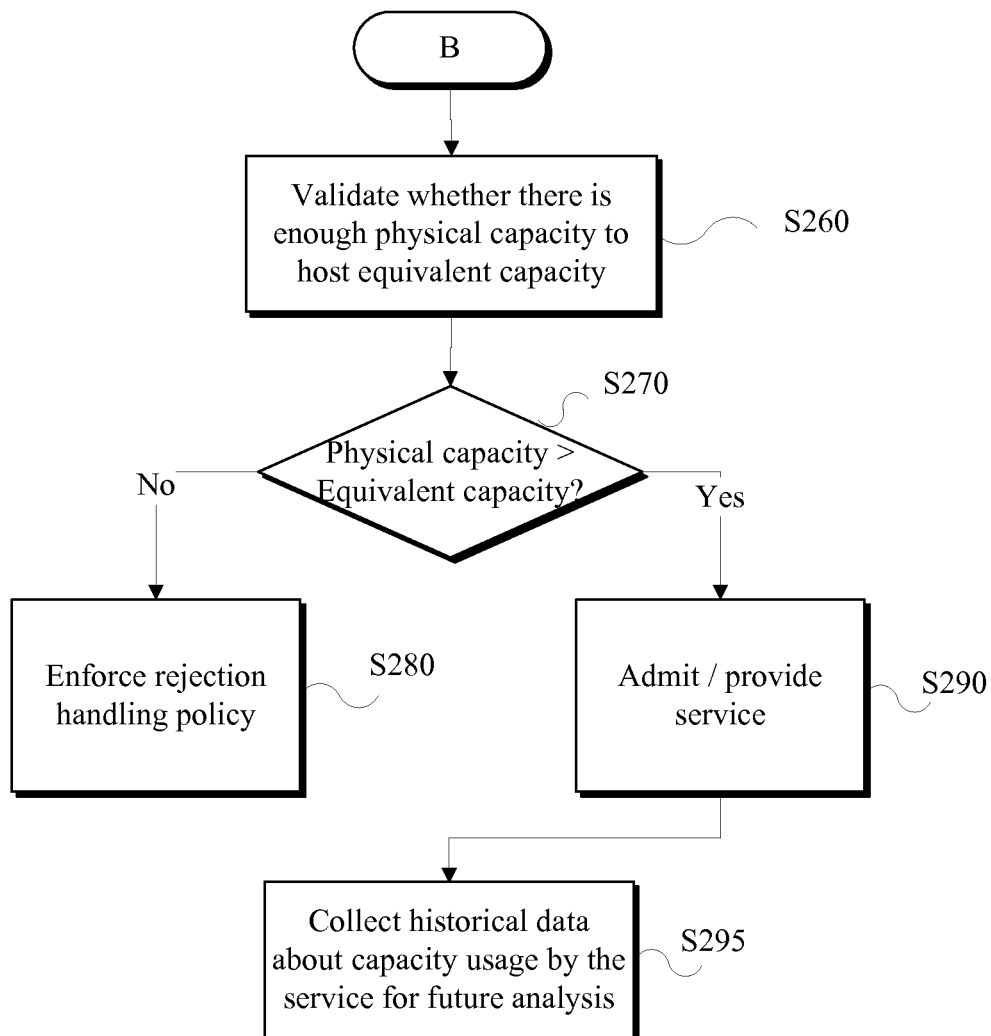 B
Validate whether there is
enough physical capacity to
host equivalent capacity
S260
S270
Physical capacity >
Equivalent capacity?
No
Yes
Enforce rejection
handling policy
S280
Admit / provide
service
S290
Collect historical data
about capacity usage by the
service for future analysis
S295